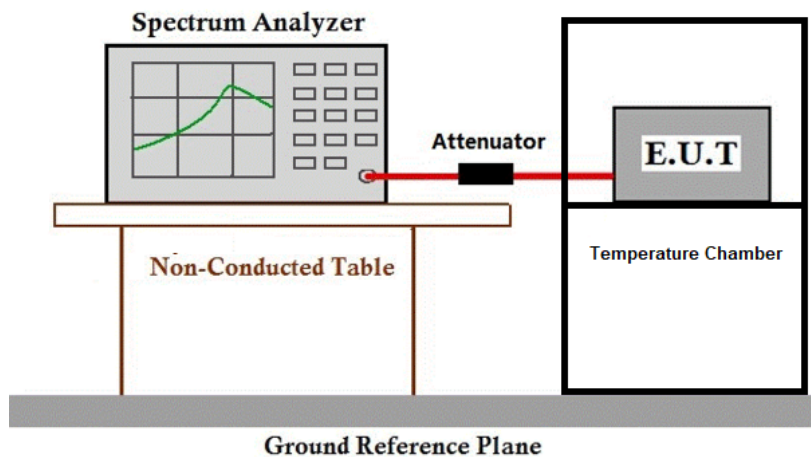 Spectrum Analyzer
Attenuator
E.U.T
Non-Conducted Table
Temperature Chamber
Ground Reference Plane